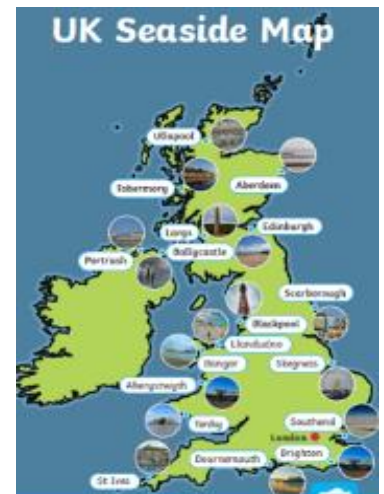 UK Seaside Map
Ullapool
Tobermory
Aberdeen
Largs
Edinburgh
Ballycastle
Portrush
Scarborough
Blackpool
Llandudno
Bangor
Skegness
Aberystwyth
Tenby
Southend
London
Bournemouth
Brighton
St Ives